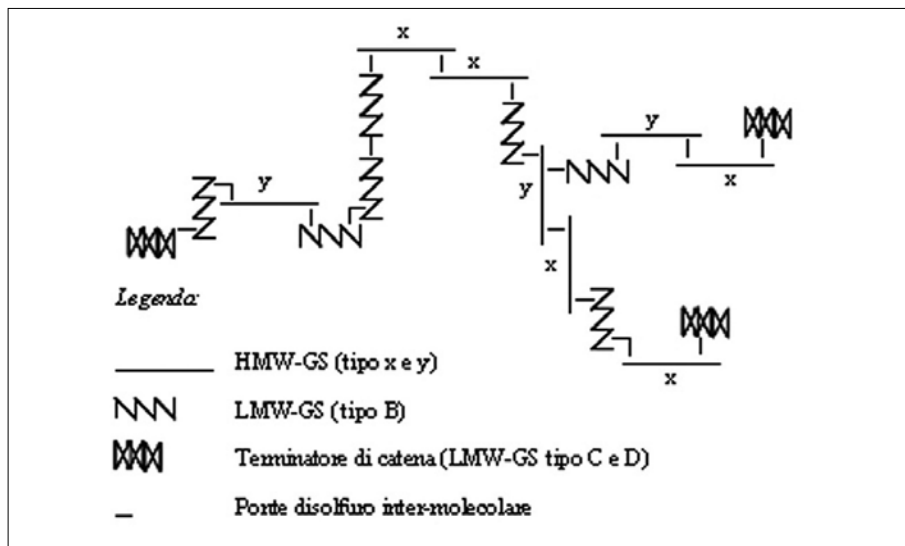 x
x
y
x
y
y
x
x
Legenda:
HMW-GS (tipo x e y)
LMW-GS (tipo B)
Terminatore di catena (LMW-GS tipo C e D)
Ponte disolfuro inter-molecolare